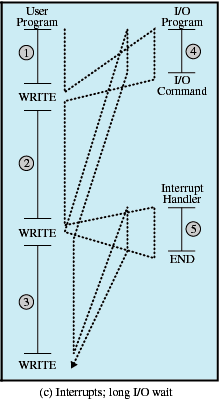 User
Program
I/O
Program
1
4
WRITE
I/O
Command
2
Interrupt
Handler
5
WRITE
END
3
WRITE
(c) Interrupts; long I/O wait